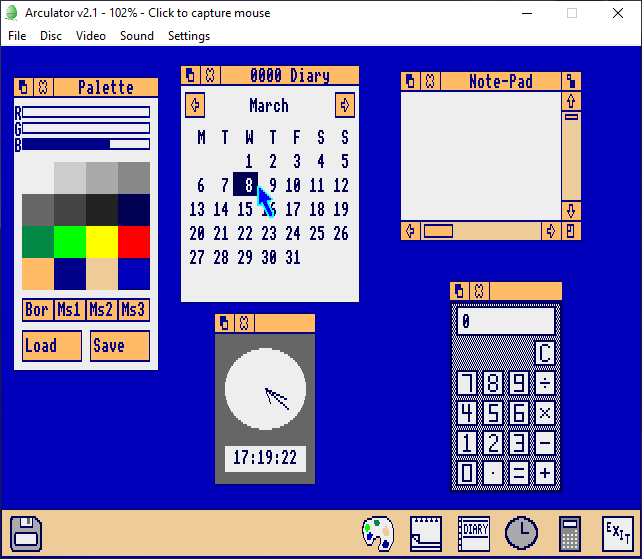 Arculator v2.1 - 102% - Click to capture mouse
File Disc Video Sound Settings
Palette
R
G
B
Bor Ms1 Ms2 Ms3
Load Save
0000 Diary
March
M T W T F S S
1 2 3 4 5
6 7 8 9 10 11 12
13 14 15 16 17 18 19
20 21 22 23 24 25 26
27 28 29 30 31
Note-Pad
17:19:22
0
C
7 8 9 ÷
4 5 6 ×
1 2 3 -
0 · = +
DIARY
EXIT